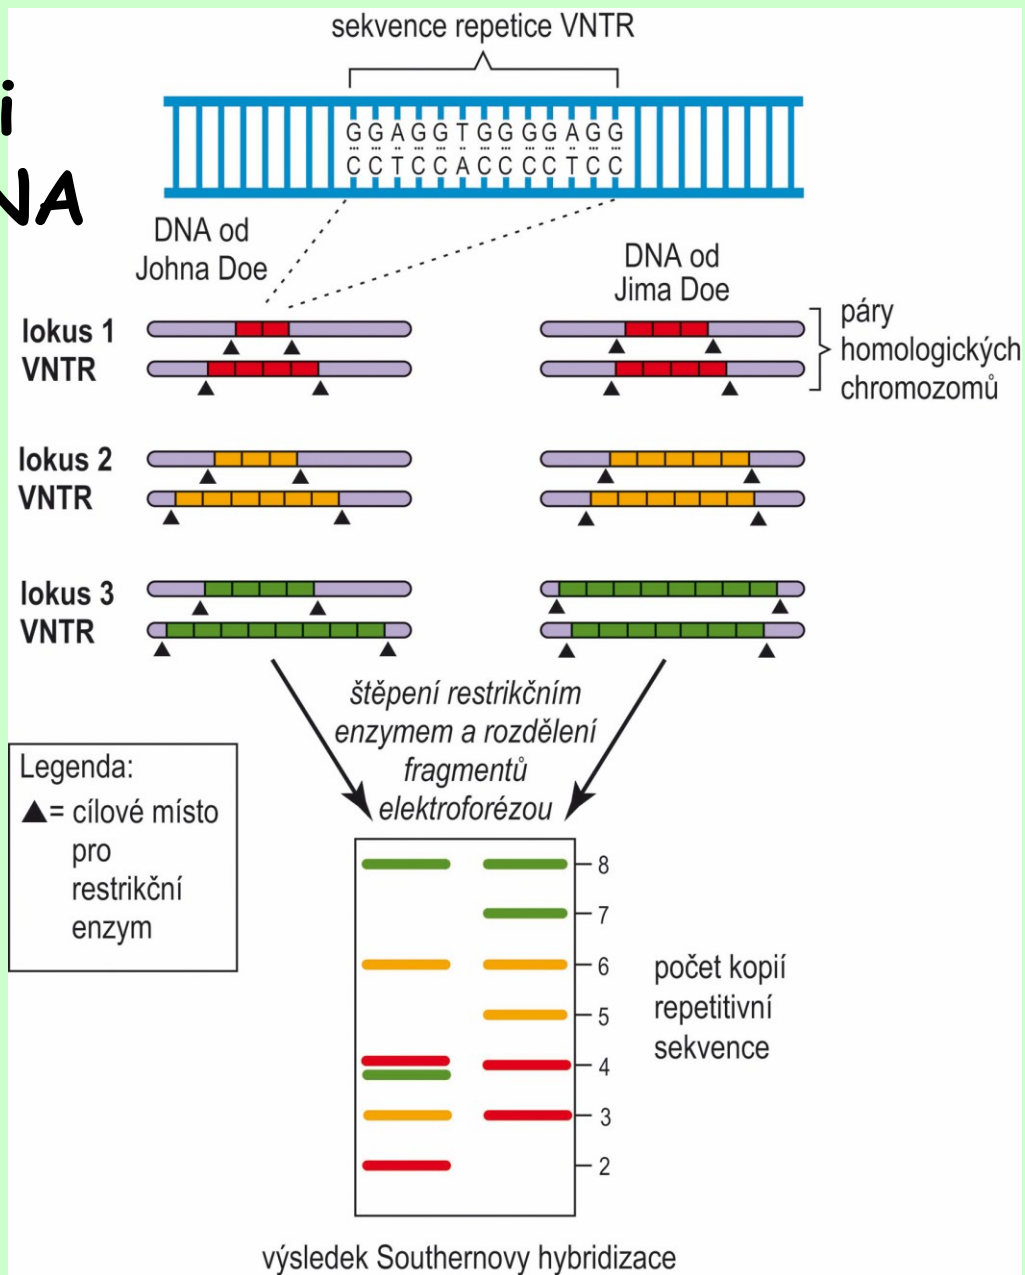 sekvence repetice VNTR
i
NA
G G A G G T G G G G A G G
C C T C C A C C C C T C C
DNA od
Johna Doe
DNA od
Jima Doe
lokus 1
VNTR
páry
homologických
chromozomů
lokus 2
VNTR
lokus 3
VNTR
štěpení restrikčním
enzymem a rozdělení
fragmentů
elektroforézou
Legenda:
▲= cílové místo
pro
restrikční
enzym
8
7
6
5
4
3
2
počet kopií
repetitivní
sekvence
výsledek Southernovy hybridizace